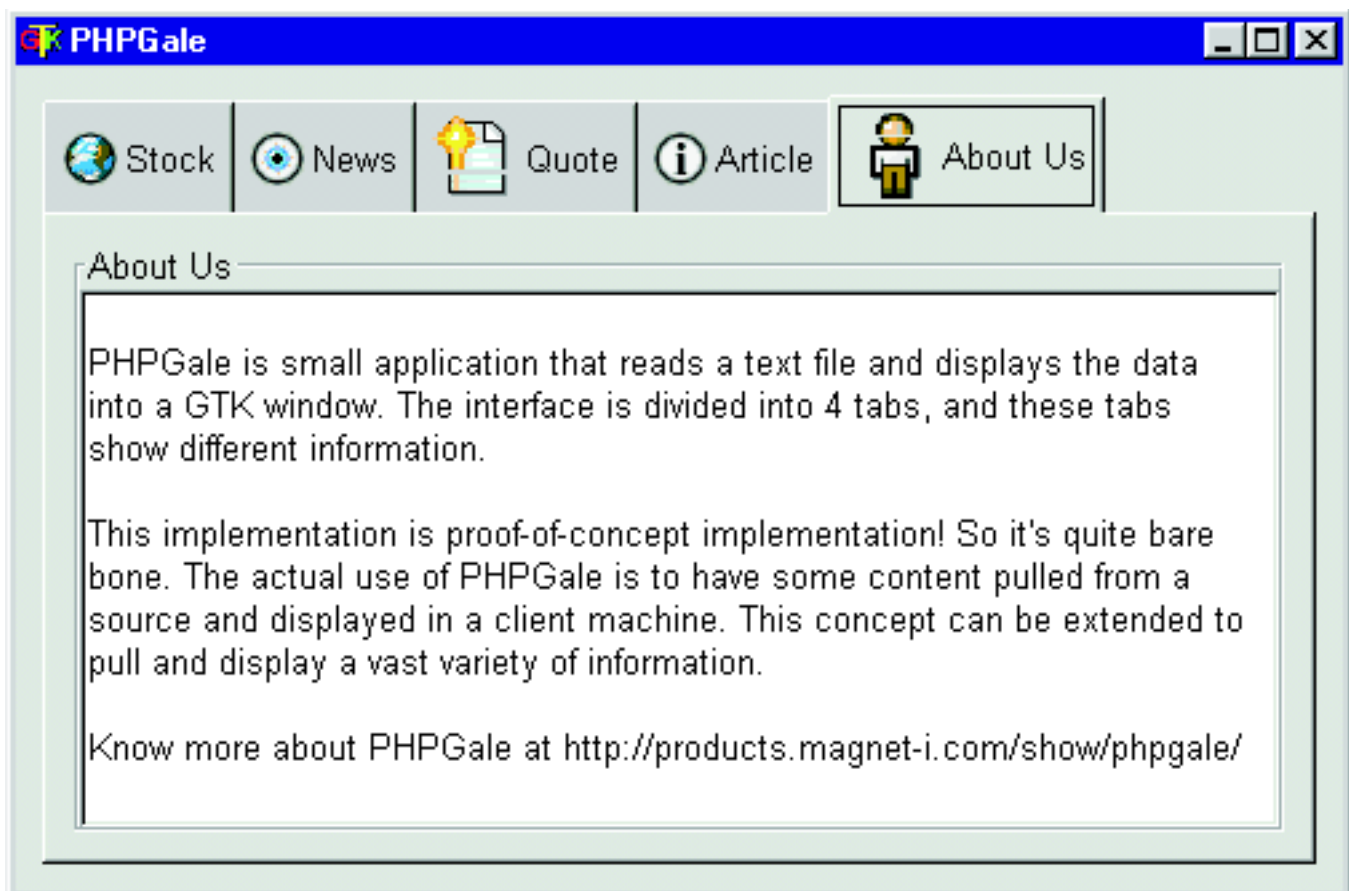 GTK PHPGale
Stock News Quote Article About Us
About Us
PHPGale is small application that reads a text file and displays the data
into a GTK window. The interface is divided into 4 tabs, and these tabs
show different information.
This implementation is proof-of-concept implementation! So it's quite bare
bone. The actual use of PHPGale is to have some content pulled from a
source and displayed in a client machine. This concept can be extended to
pull and display a vast variety of information.
Know more about PHPGale at http://products.magnet-i.com/show/phpgale/